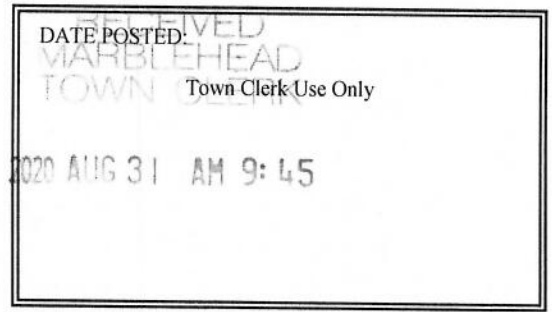 RECEIVED
DATE POSTED:
MARBLEHEAD
TOWN CLERK
Town Clerk Use Only
2020 AUG 31 AM 9:45